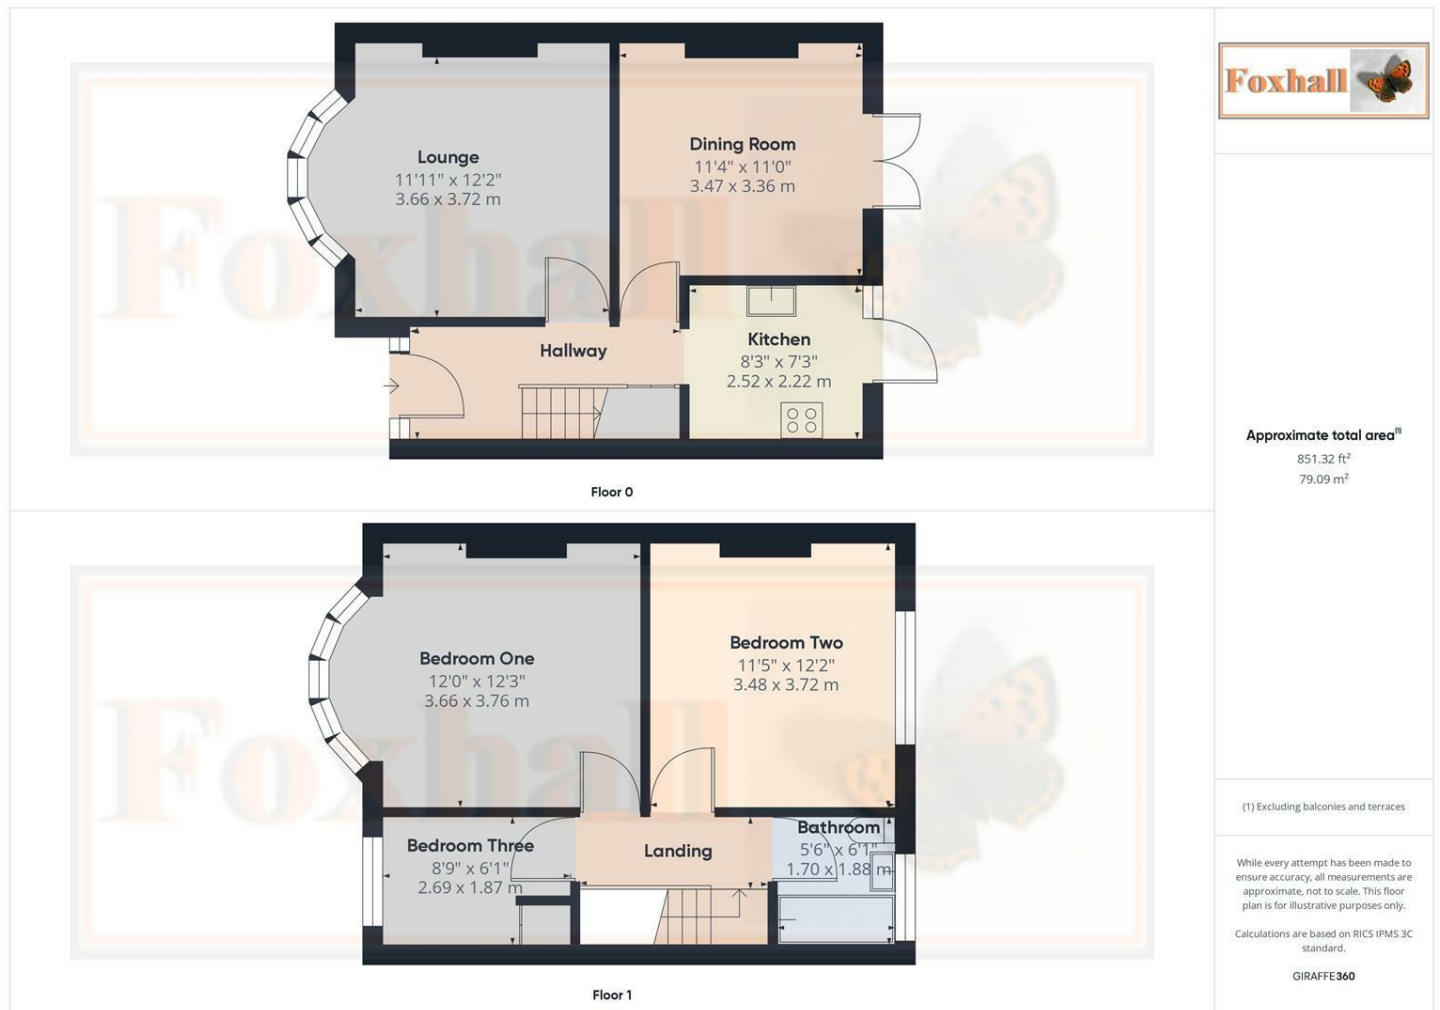 Lounge
11'11" x 12'2"
3.66 x 3.72 m
Dining Room
11'4" x 11'0"
3.47 x 3.36 m
Kitchen
8'3" x 7'3"
2.52 x 2.22 m
Hallway
Floor 0
Bedroom One
12'0" x 12'3"
3.66 x 3.76 m
Bedroom Two
11'5" x 12'2"
3.48 x 3.72 m
Bedroom Three
8'9" x 6'1"
2.69 x 1.87 m
Landing
Bathroom
5'6" x 6'1"
1.70 x 1.88 m
Floor 1
Foxhall
Foxhall
Foxhall
Approximate total area(1)
851.32 ft²
79.09 m²
(1) Excluding balconies and terraces
While every attempt has been made to
ensure accuracy, all measurements are
approximate, not to scale. This floor
plan is for illustrative purposes only.
Calculations are based on RICS IPMS 3C
standard.
GIRAFFE360